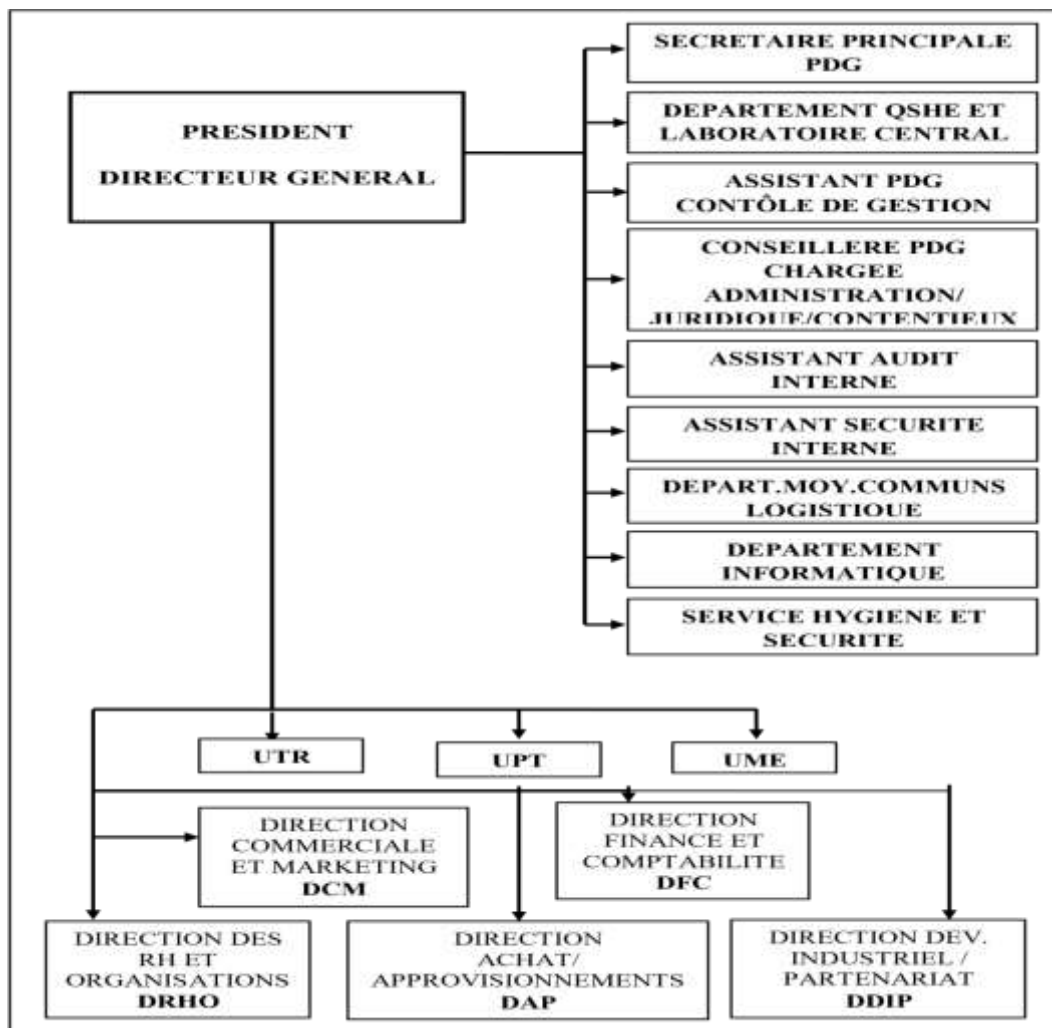 PRESIDENT
DIRECTEUR GENERAL
SECRETAIRE PRINCIPALE
PDG
DEPARTEMENT QSHE ET
LABORATOIRE CENTRAL
ASSISTANT PDG
CONTÔLE DE GESTION
CONSEILLERE PDG
CHARGEE
ADMINISTRATION/
JURIDIQUE/CONTENTIEUX
ASSISTANT AUDIT
INTERNE
ASSISTANT SECURITE
INTERNE
DEPART.MOY.COMMUNS
LOGISTIQUE
DEPARTEMENT
INFORMATIQUE
SERVICE HYGIENE ET
SECURITE
UTR
UPT
UME
DIRECTION
COMMERCIALE
ET MARKETING
DCM
DIRECTION
FINANCE ET
COMPTABILITE
DFC
DIRECTION DES
RH ET
ORGANISATIONS
DRHO
DIRECTION
ACHAT/
APPROVISIONNEMENTS
DAP
DIRECTION DEV.
INDUSTRIEL /
PARTENARIAT
DDIP